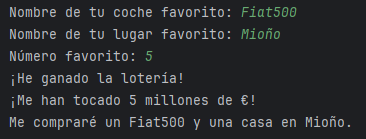 Nombre de tu coche favorito: Fiat500
Nombre de tu lugar favorito: Mioño
Número favorito: 5
¡He ganado la lotería!
¡Me han tocado 5 millones de €!
Me compraré un Fiat500 y una casa en Mioño.